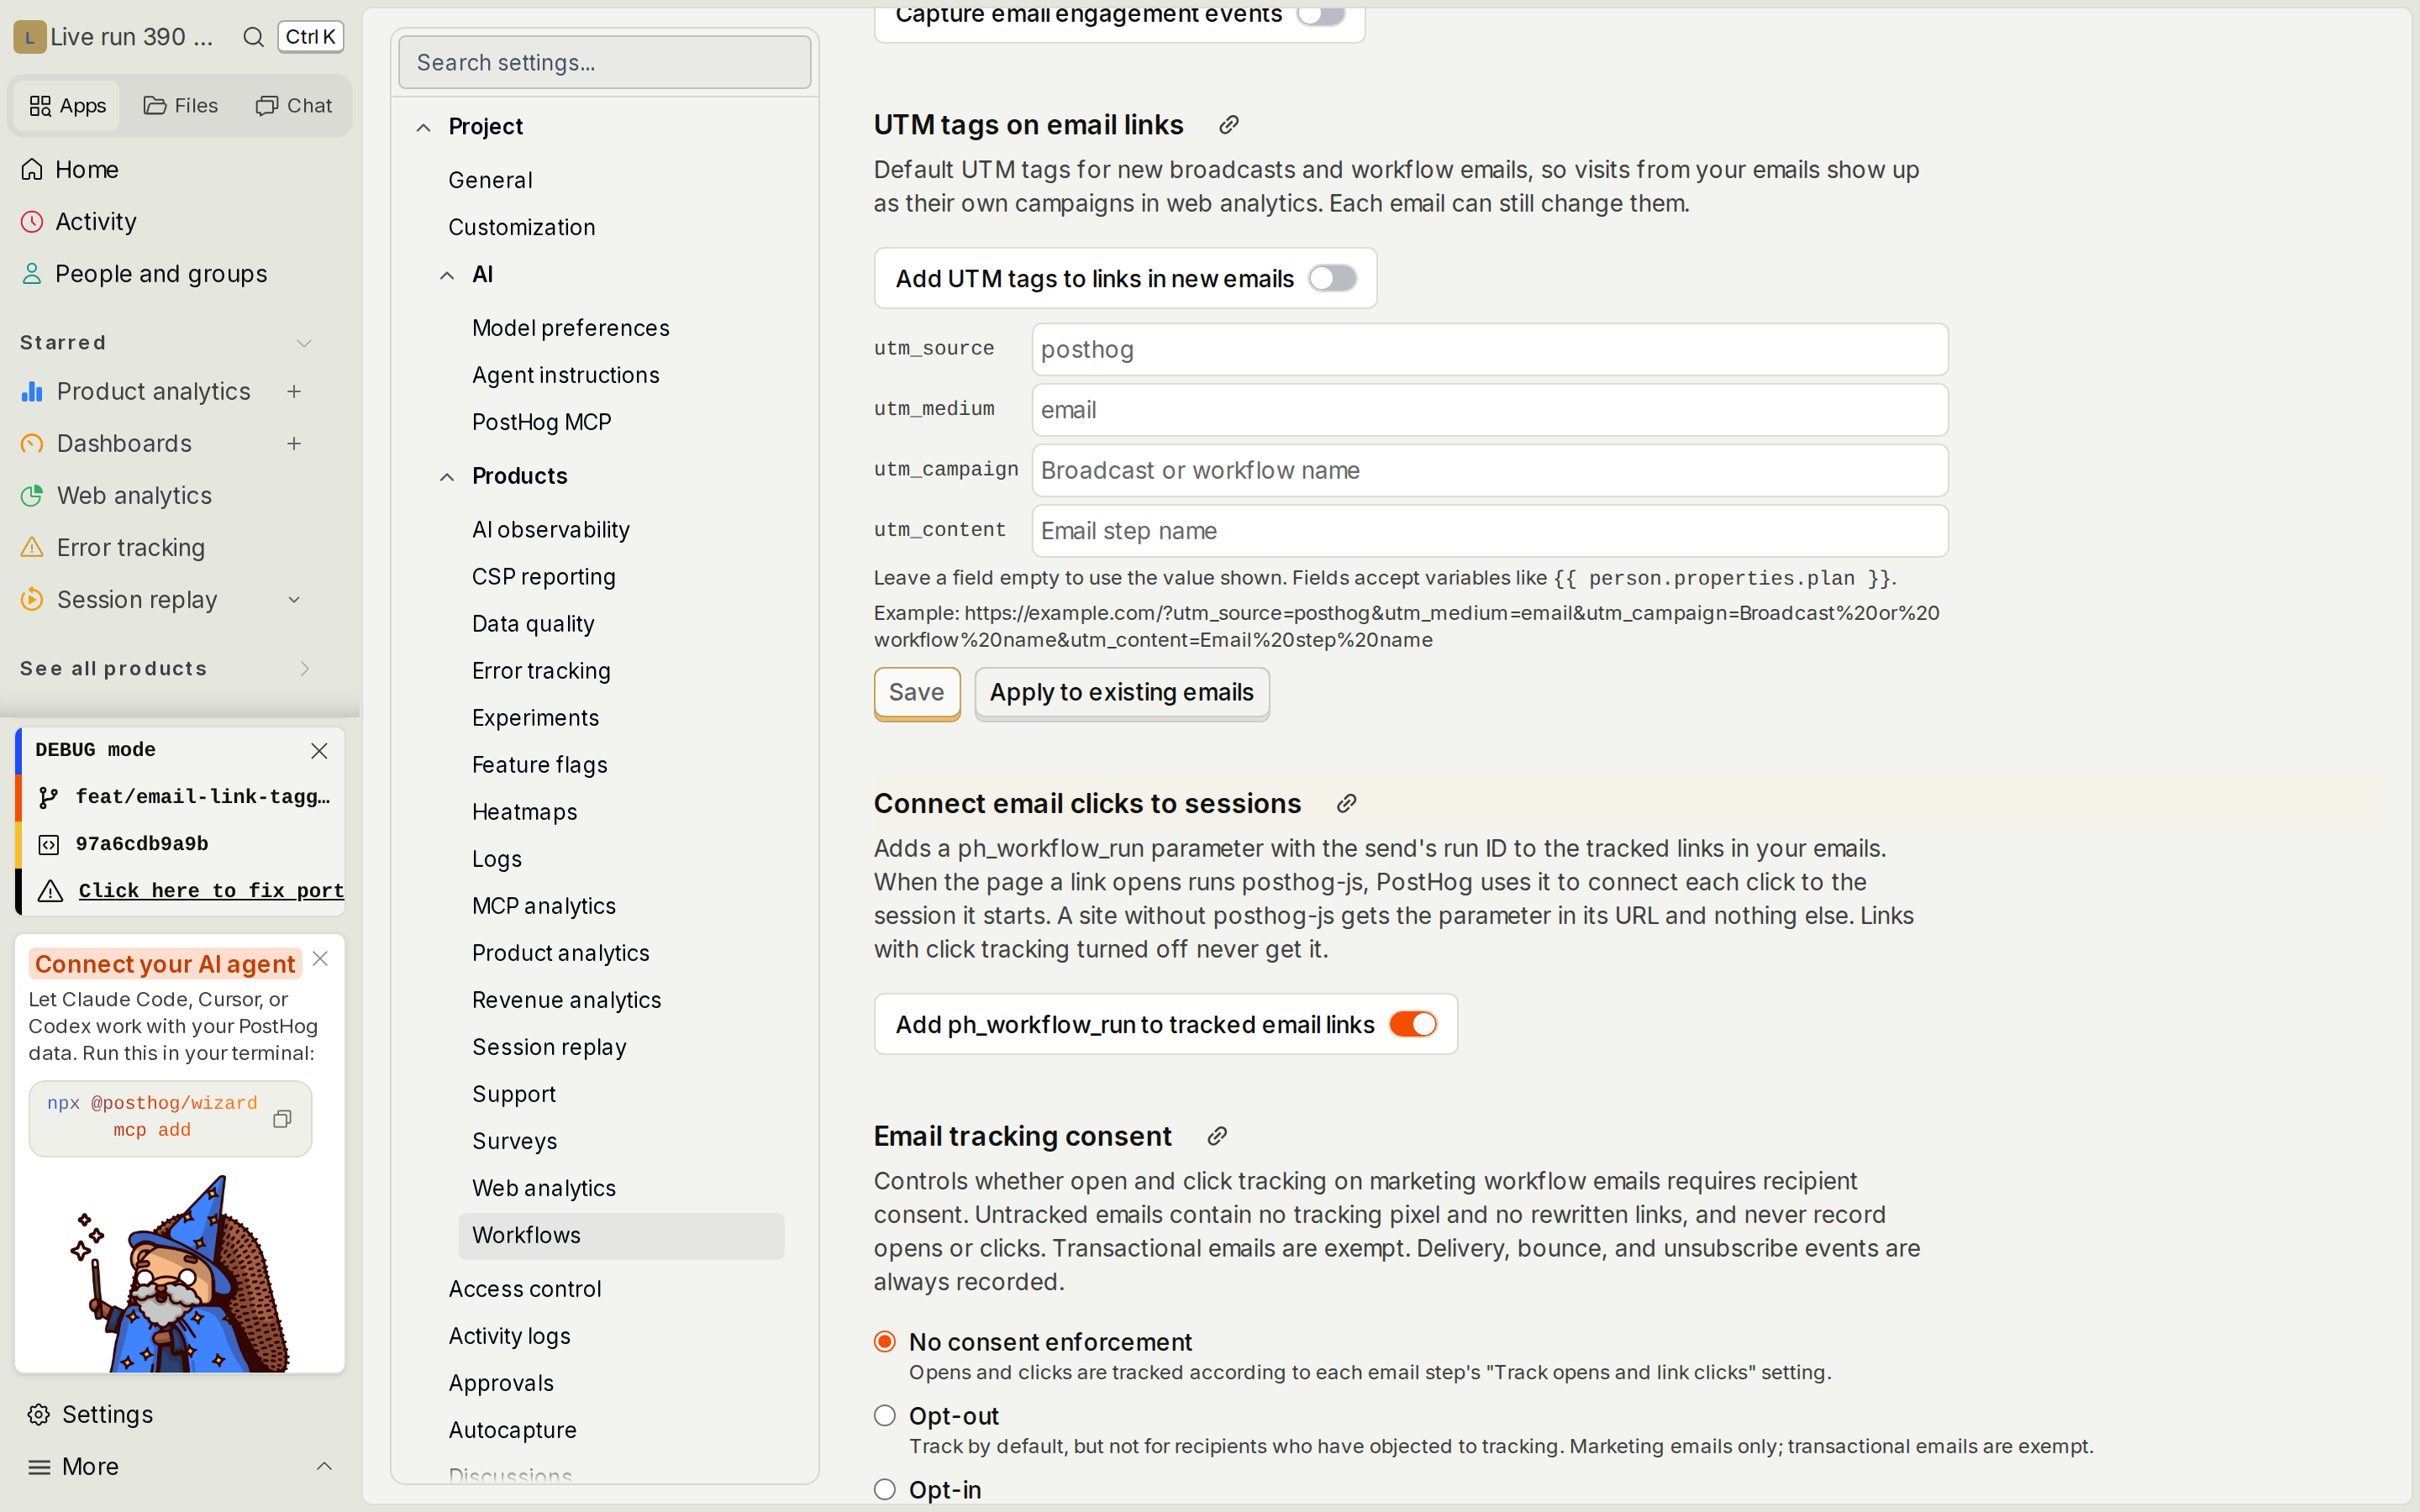 L Live run 390 ... Ctrl K
Apps Files Chat
Home
Activity
People and groups
Starred
Product analytics
Dashboards
Web analytics
Error tracking
Session replay
See all products
DEBUG mode
feat/email-link-tagg…
97a6cdb9a9b
Click here to fix port
Connect your AI agent
Let Claude Code, Cursor, or
Codex work with your PostHog
data. Run this in your terminal:
npx @posthog/wizard
mcp add
Settings
More
Search settings...
Project
General
Customization
AI
Model preferences
Agent instructions
PostHog MCP
Products
AI observability
CSP reporting
Data quality
Error tracking
Experiments
Feature flags
Heatmaps
Logs
MCP analytics
Product analytics
Revenue analytics
Session replay
Support
Surveys
Web analytics
Workflows
Access control
Activity logs
Approvals
Autocapture
Discussions
Capture email engagement events
UTM tags on email links
Default UTM tags for new broadcasts and workflow emails, so visits from your emails show up
as their own campaigns in web analytics. Each email can still change them.
Add UTM tags to links in new emails
utm_source posthog
utm_medium email
utm_campaign Broadcast or workflow name
utm_content Email step name
Leave a field empty to use the value shown. Fields accept variables like {{ person.properties.plan }}.
Example: https://example.com/?utm_source=posthog&utm_medium=email&utm_campaign=Broadcast%20or%20
workflow%20name&utm_content=Email%20step%20name
Save Apply to existing emails
Connect email clicks to sessions
Adds a ph_workflow_run parameter with the send's run ID to the tracked links in your emails.
When the page a link opens runs posthog-js, PostHog uses it to connect each click to the
session it starts. A site without posthog-js gets the parameter in its URL and nothing else. Links
with click tracking turned off never get it.
Add ph_workflow_run to tracked email links
Email tracking consent
Controls whether open and click tracking on marketing workflow emails requires recipient
consent. Untracked emails contain no tracking pixel and no rewritten links, and never record
opens or clicks. Transactional emails are exempt. Delivery, bounce, and unsubscribe events are
always recorded.
No consent enforcement
Opens and clicks are tracked according to each email step's "Track opens and link clicks" setting.
Opt-out
Track by default, but not for recipients who have objected to tracking. Marketing emails only; transactional emails are exempt.
Opt-in